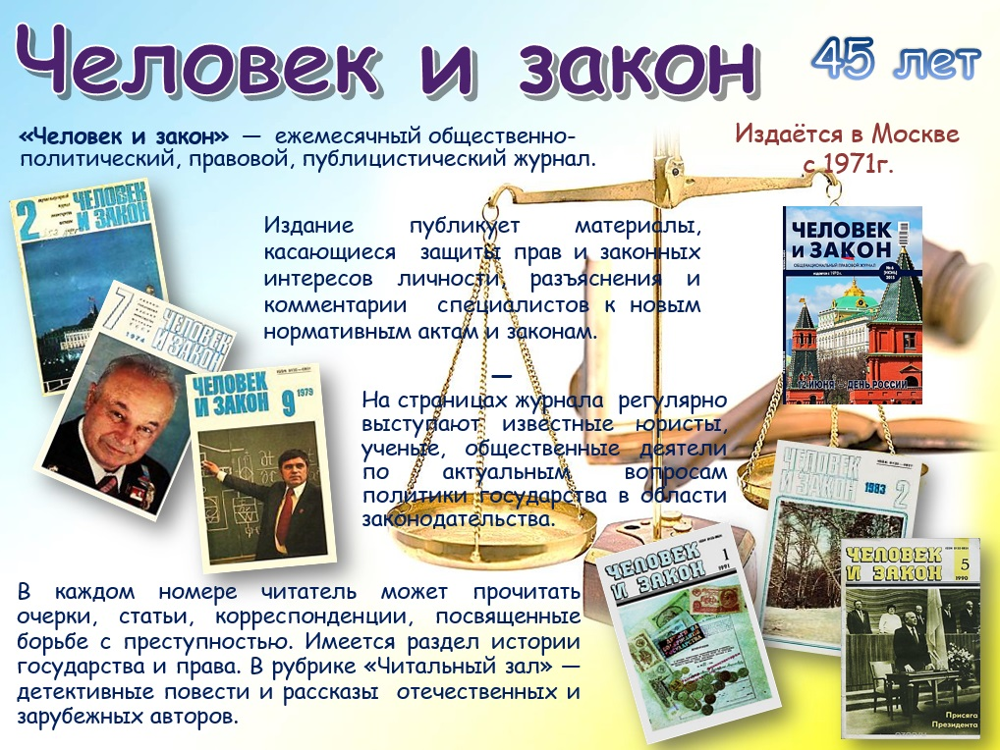 Человек и закон
45 лет
«Человек и закон» — ежемесячный общественно-
политический, правовой, публицистический журнал.
Издаётся в Москве
с 1971г.
Издание публикует материалы,
касающиеся защиты прав и законных
интересов личности, разъяснения и
комментарии специалистов к новым
нормативным актам и законам.
—
На страницах журнала регулярно
выступают известные юристы,
ученые, общественные деятели
по актуальным вопросам
политики государства в области
законодательства.
В каждом номере читатель может прочитать
очерки, статьи, корреспонденции, посвященные
борьбе с преступностью. Имеется раздел истории
государства и права. В рубрике «Читальный зал» —
детективные повести и рассказы отечественных и
зарубежных авторов.
2
ЧЕЛОВЕК
И ЗАКОН
7
1974
ЧЕЛОВЕК
И ЗАКОН
ЧЕЛОВЕК
И ЗАКОН
9
1979
ЧЕЛОВЕК
И ЗАКОН
ОБЩЕНАЦИОНАЛЬНЫЙ ПРАВОВОЙ ЖУРНАЛ
12 ИЮНЯ – ДЕНЬ РОССИИ
ЧЕЛОВЕК
И ЗАКОН
1983
2
ЧЕЛОВЕК
И ЗАКОН
1
1991
ЧЕЛОВЕК
И ЗАКОН
5
1990
Присяга
Президента